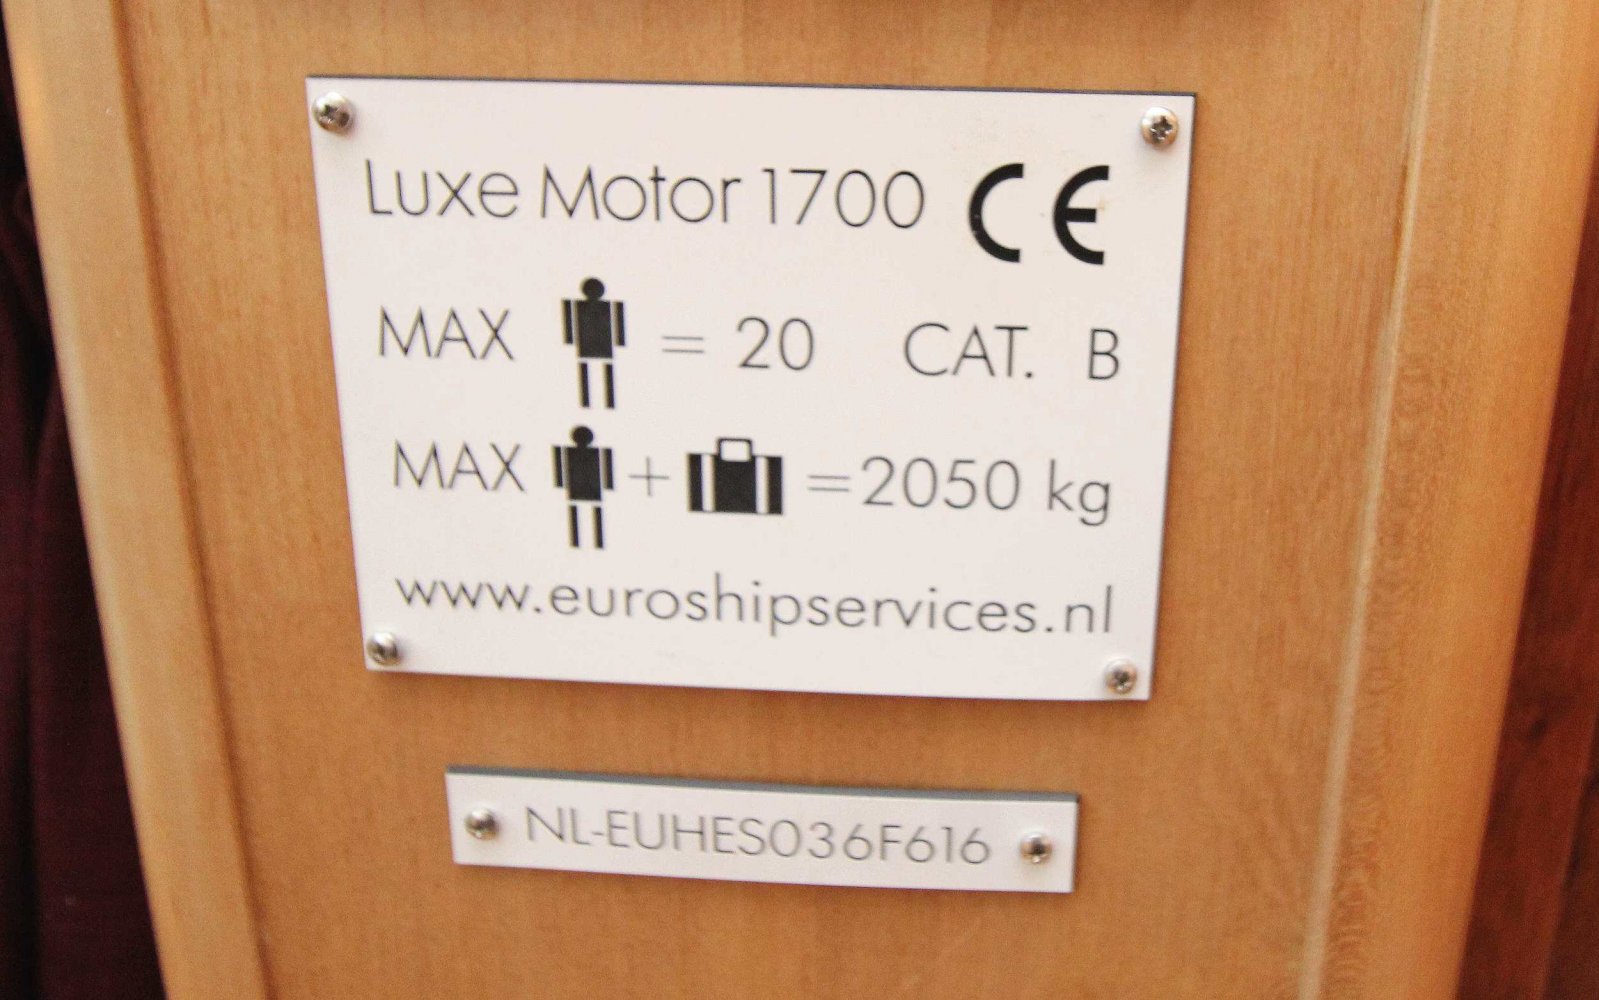 Luxe Motor 1700 CE
MAX = 20 CAT. B
MAX + = 2050 kg
www.euroshipservices.nl
NL-EUHES036F616